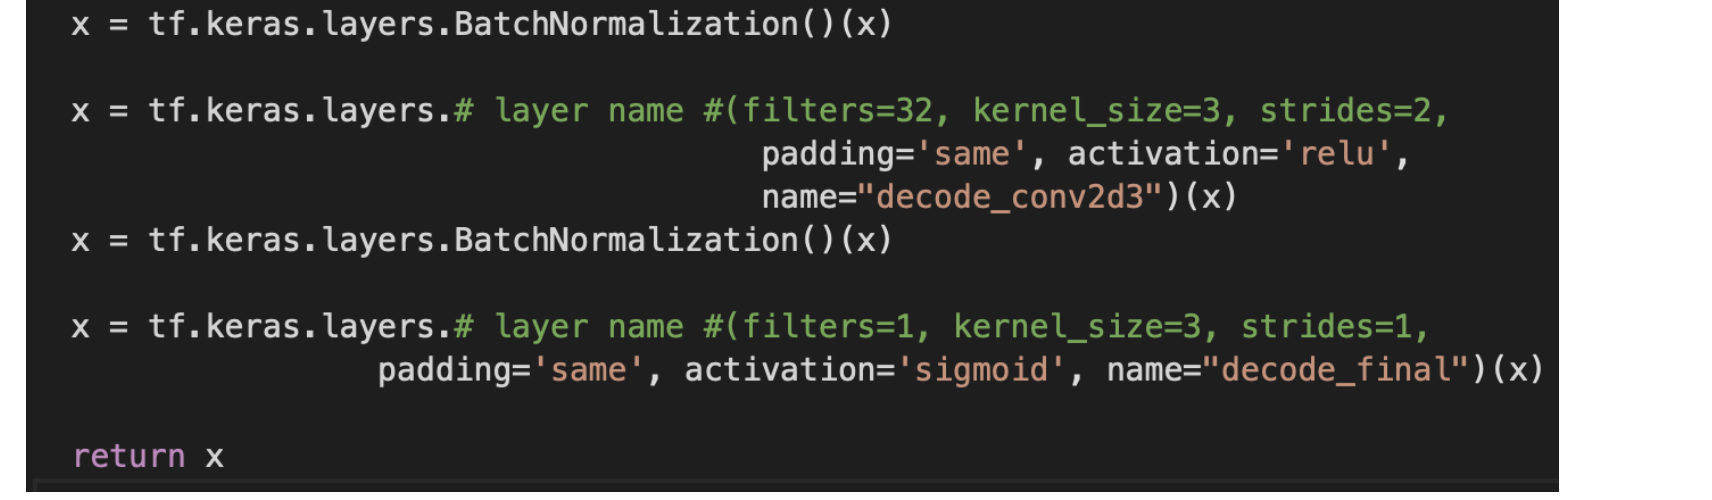 x = tf.keras.layers.BatchNormalization()(x)
x = tf.keras.layers.# layer name #(filters=32, kernel_size=3, strides=2,
padding='same', activation='relu',
name="decode_conv2d3")(x)
x = tf.keras.layers.BatchNormalization()(x)
x = tf.keras.layers.# layer name #(filters=1, kernel_size=3, strides=1,
padding='same', activation='sigmoid', name="decode_final")(x)
return x